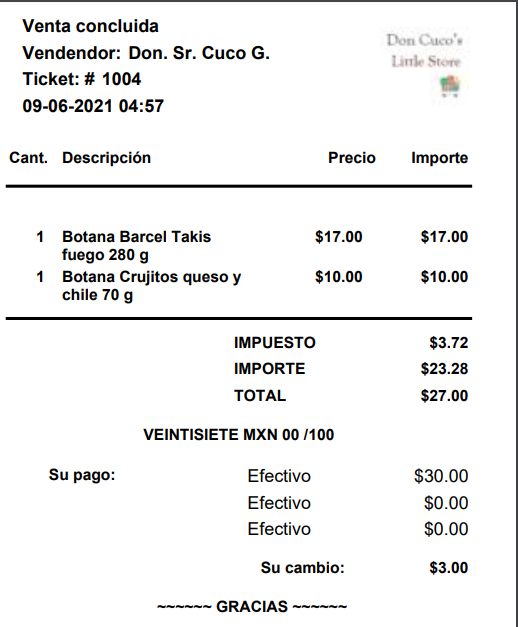 Venta concluida
Vendendor: Don. Sr. Cuco G.
Ticket: # 1004
09-06-2021 04:57
Don Cuco's
Little Store
Cant. Descripción Precio Importe
1 Botana Barcel Takis $17.00 $17.00
fuego 280 g
1 Botana Crujitos queso y $10.00 $10.00
chile 70 g
IMPUESTO $3.72
IMPORTE $23.28
TOTAL $27.00
VEINTISIETE MXN 00 /100
Su pago: Efectivo $30.00
Efectivo $0.00
Efectivo $0.00
Su cambio: $3.00
~~~~~~ GRACIAS ~~~~~~